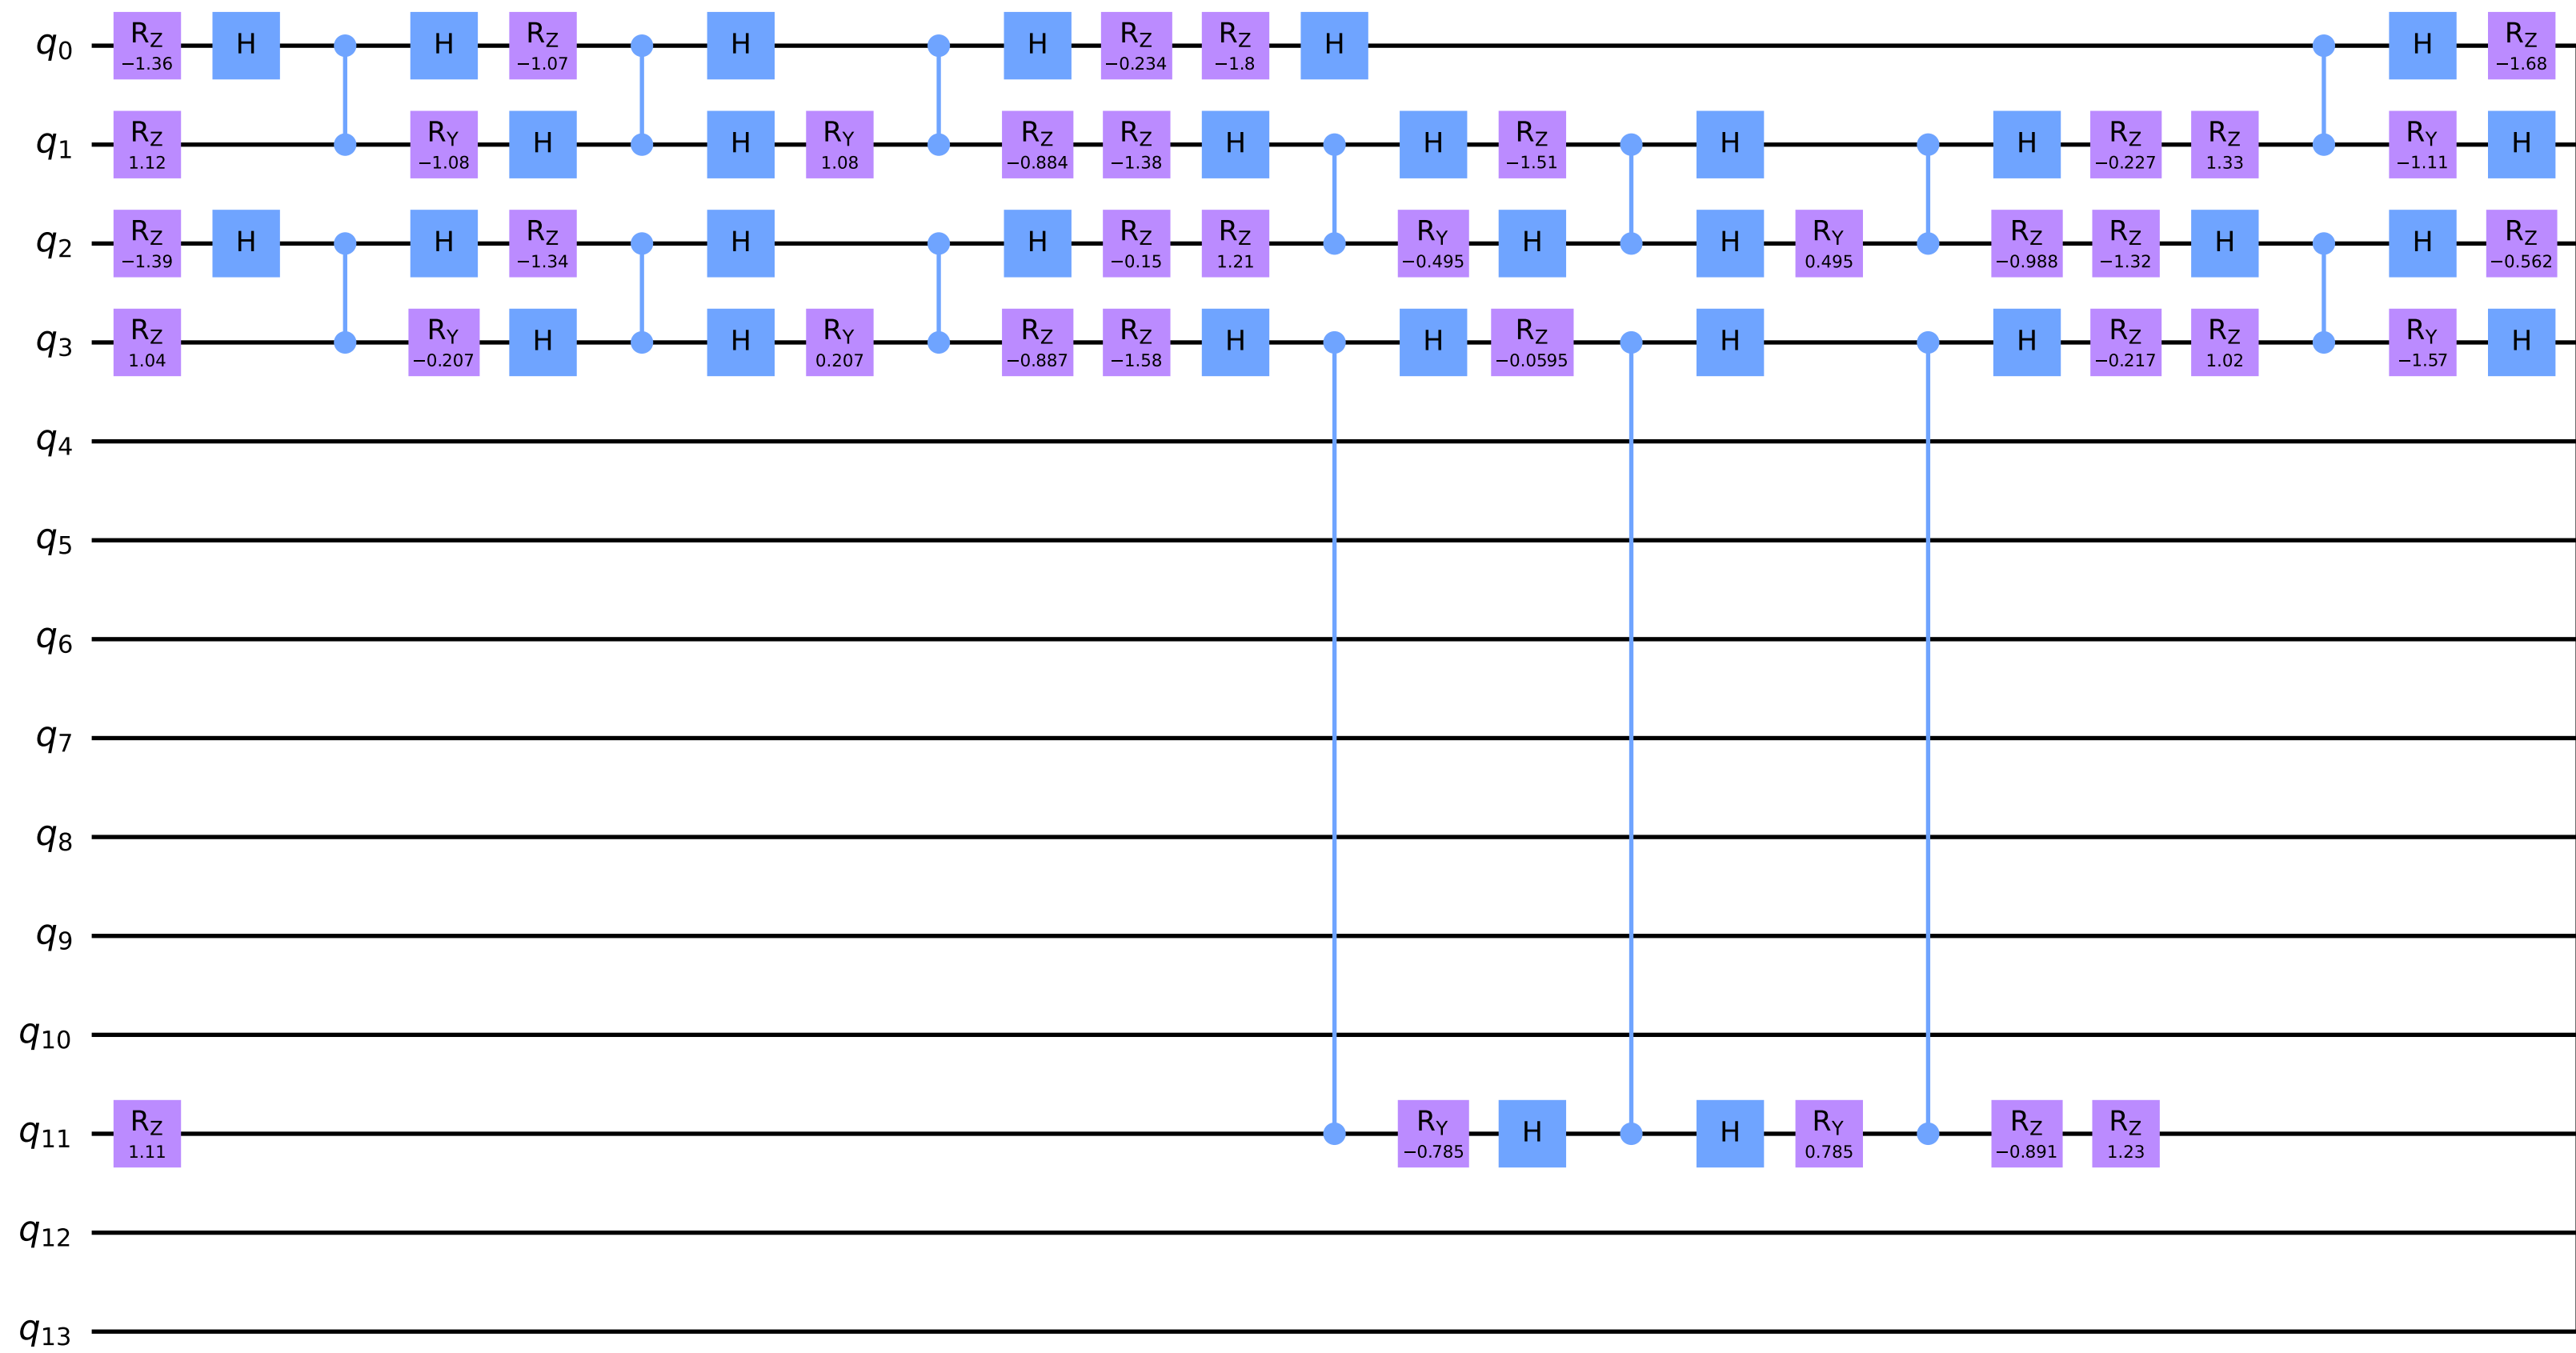 q0 RZ −1.36 H H RZ −1.07 H H RZ −0.234 RZ −1.8 H H RZ −1.68
q1 RZ 1.12 RY −1.08 H H RY 1.08 RZ −0.884 RZ −1.38 H H RZ −1.51 H H RZ −0.227 RZ 1.33 RY −1.11 H
q2 RZ −1.39 H H RZ −1.34 H H RZ −0.15 RZ 1.21 RY −0.495 H H RY 0.495 RZ −0.988 RZ −1.32 H H RZ −0.562
q3 RZ 1.04 RY −0.207 H H RY 0.207 RZ −0.887 RZ −1.58 H H RZ −0.0595 H H RZ −0.217 RZ 1.02 RY −1.57 H
q4
q5
q6
q7
q8
q9
q10
q11 RZ 1.11 RY −0.785 H H RY 0.785 RZ −0.891 RZ 1.23
q12
q13